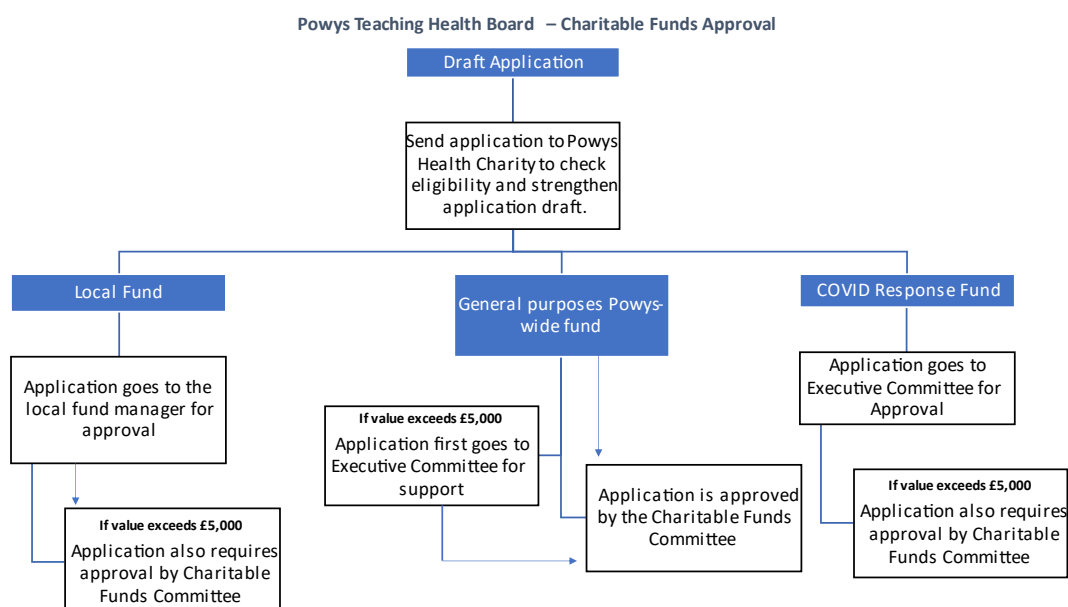 Powys Teaching Health Board – Charitable Funds Approval
Draft Application
Send application to Powys
Health Charity to check
eligibility and strengthen
application draft.
Local Fund
General purposes Powys-
wide fund
COVID Response Fund
Application goes to the
local fund manager for
approval
If value exceeds £5,000
Application also requires
approval by Charitable
Funds Committee
If value exceeds £5,000
Application first goes to
Executive Committee for
support
Application is approved
by the Charitable Funds
Committee
Application goes to
Executive Committee for
Approval
If value exceeds £5,000
Application also requires
approval by Charitable
Funds Committee